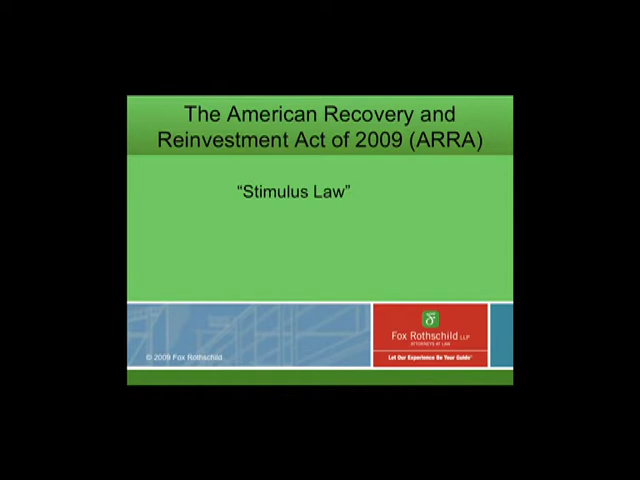 The American Recovery and
Reinvestment Act of 2009 (ARRA)
“Stimulus Law”
Fox Rothschild LLP
ATTORNEYS AT LAW
Let Our Experience Be Your Guide
© 2009 Fox Rothschild